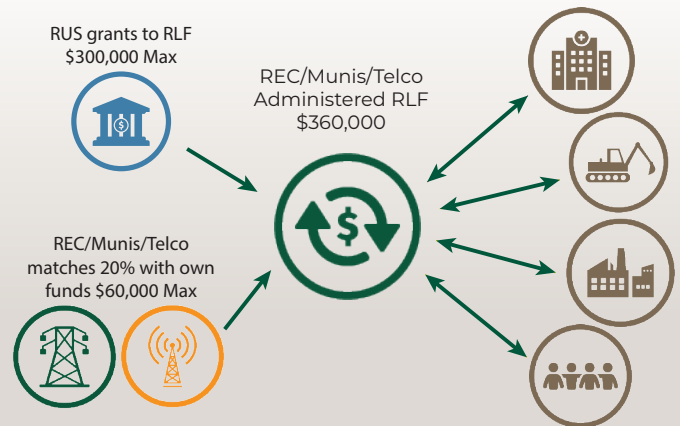 RUS grants to RLF
$300,000 Max
REC/Munis/Telco
Administered RLF
$360,000
$
$
REC/Munis/Telco
matches 20% with own
funds $60,000 Max